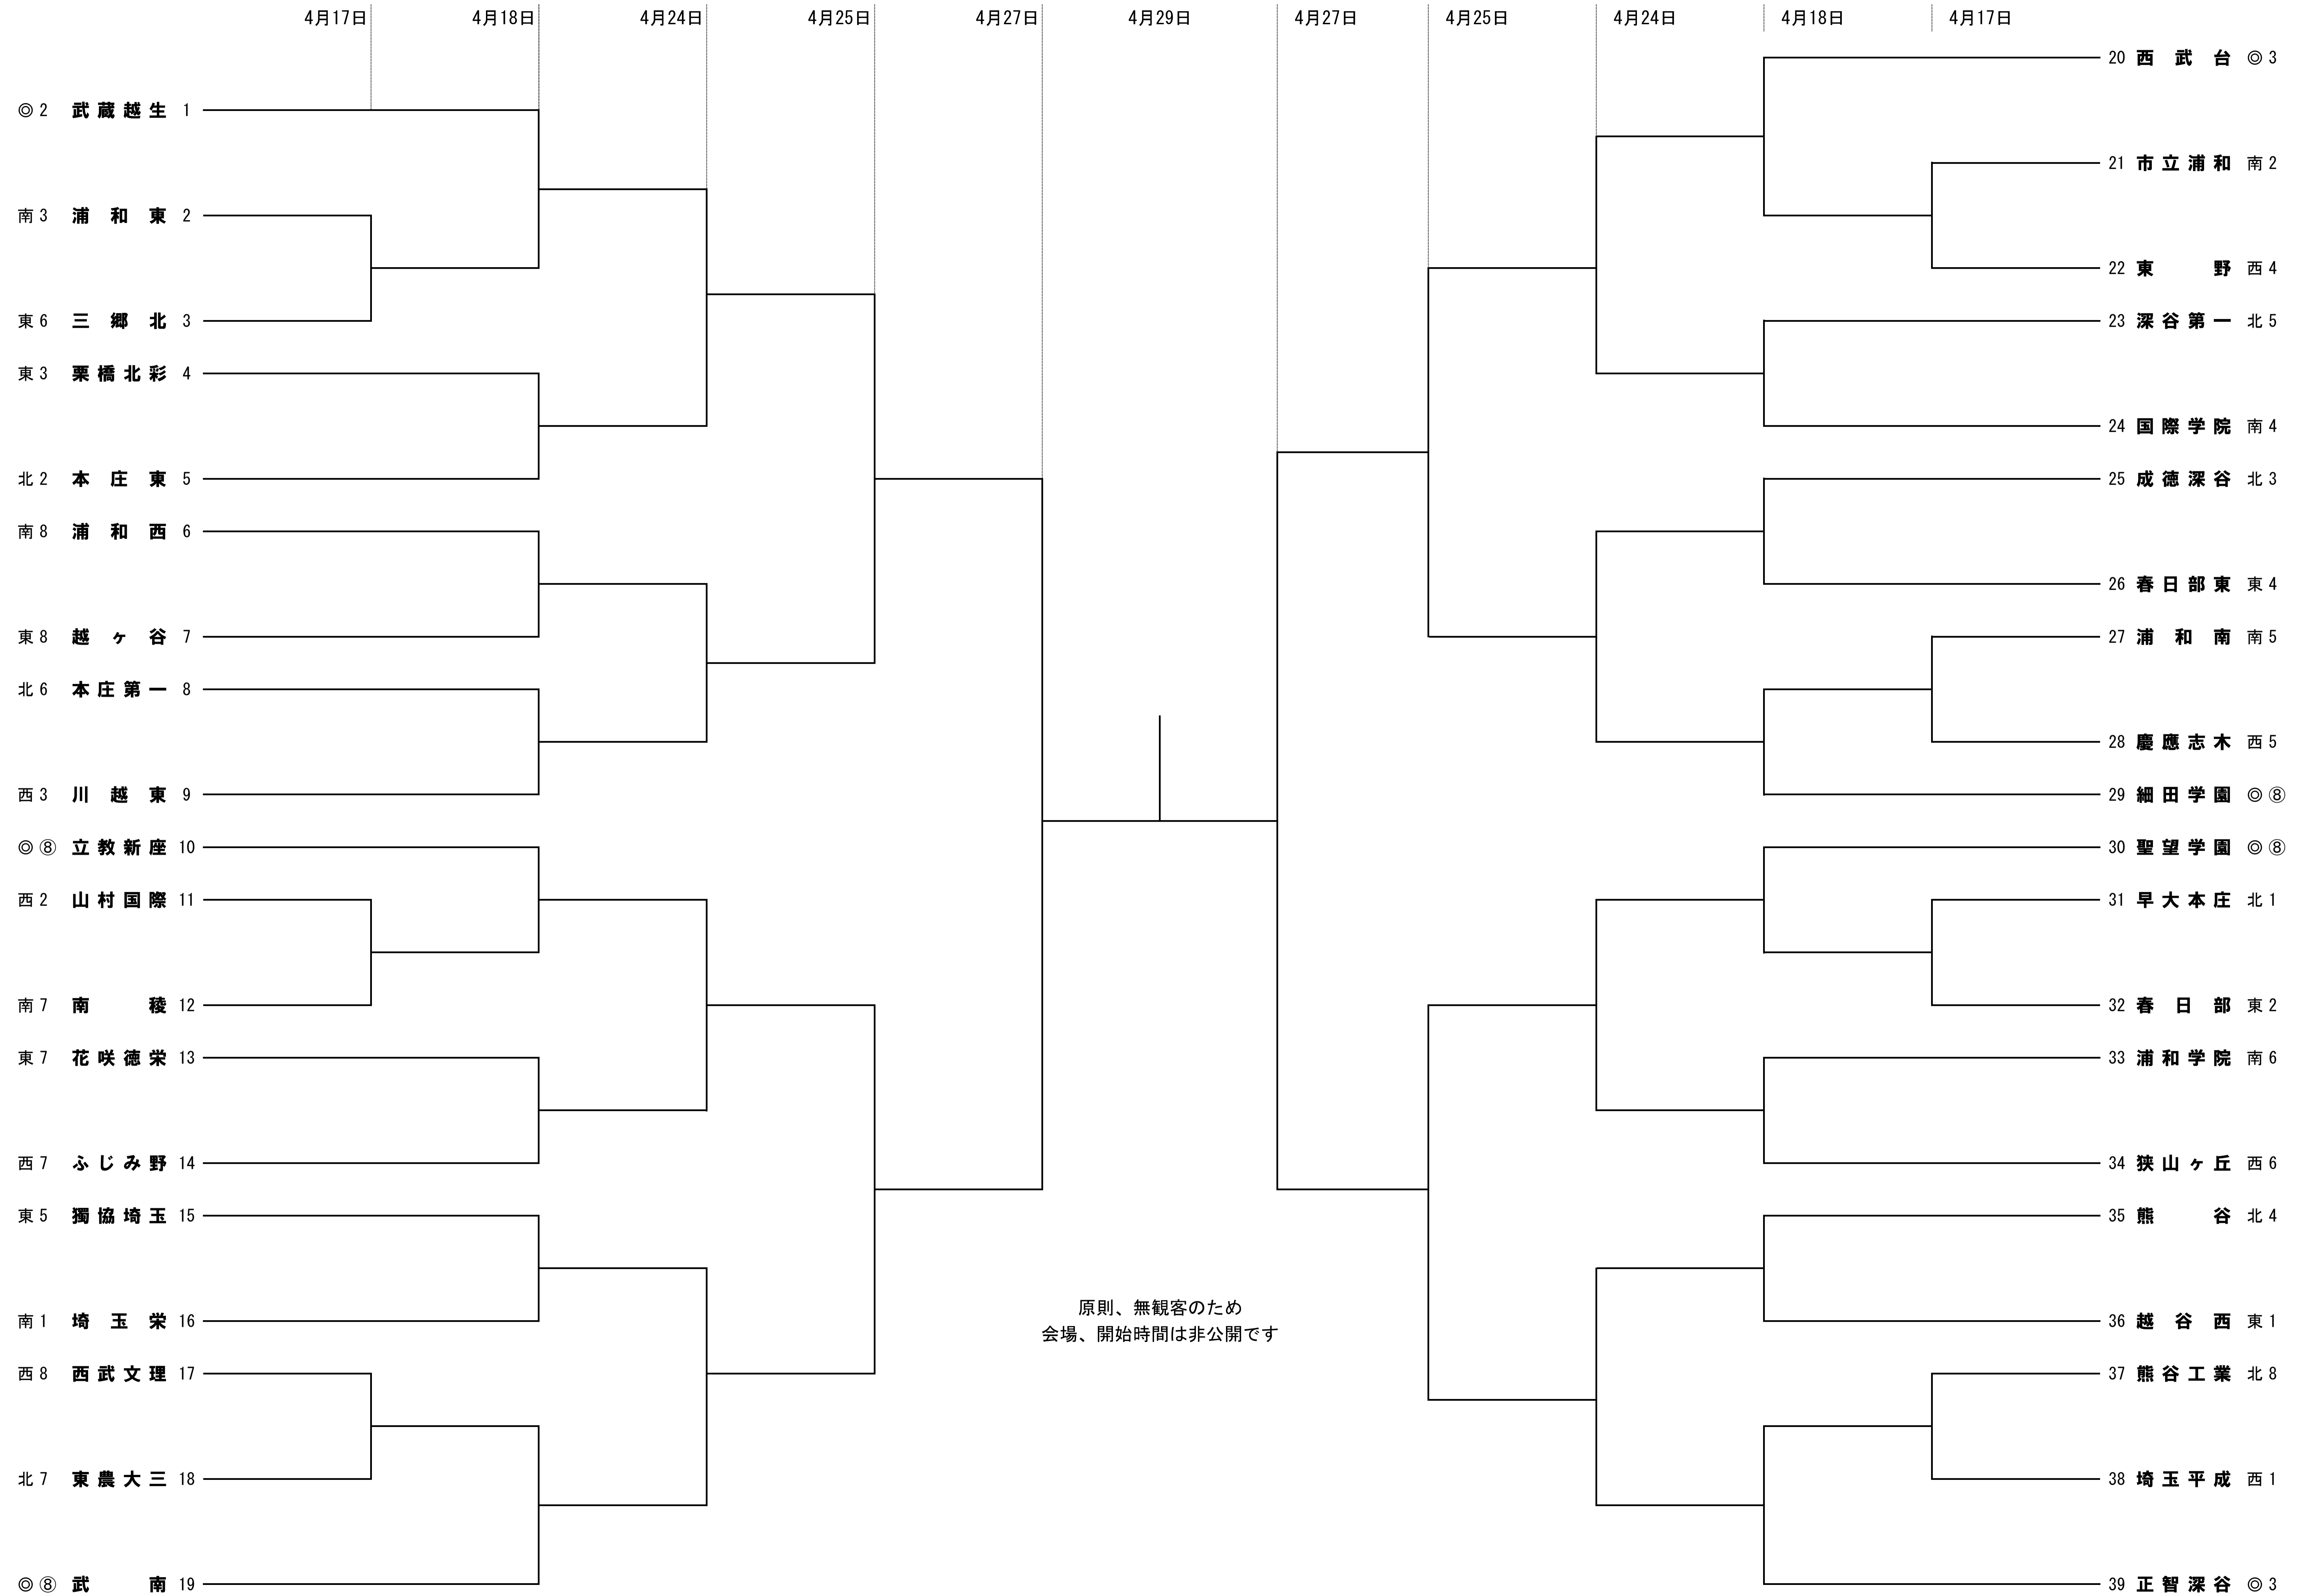 4月17日 4月18日 4月24日 4月25日 4月27日 4月29日 4月27日 4月25日 4月24日 4月18日 4月17日
◎2 武蔵越生 1
南3 浦和東 2
東6 三郷北 3
東3 栗橋北彩 4
北2 本庄東 5
南8 浦和西 6
東8 越ヶ谷 7
北6 本庄第一 8
西3 川越東 9
◎⑧ 立教新座 10
西2 山村国際 11
南7 南稜 12
東7 花咲徳栄 13
西7 ふじみ野 14
東5 獨協埼玉 15
南1 埼玉栄 16
西8 西武文理 17
北7 東農大三 18
◎⑧ 武南 19
原則、無観客のため
会場、開始時間は非公開です
20 西武台 ◎3
21 市立浦和 南2
22 東野 西4
23 深谷第一 北5
24 国際学院 南4
25 成徳深谷 北3
26 春日部東 東4
27 浦和南 南5
28 慶應志木 西5
29 細田学園 ◎⑧
30 聖望学園 ◎⑧
31 早大本庄 北1
32 春日部 東2
33 浦和学院 南6
34 狭山ヶ丘 西6
35 熊谷 北4
36 越谷西 東1
37 熊谷工業 北8
38 埼玉平成 西1
39 正智深谷 ◎3